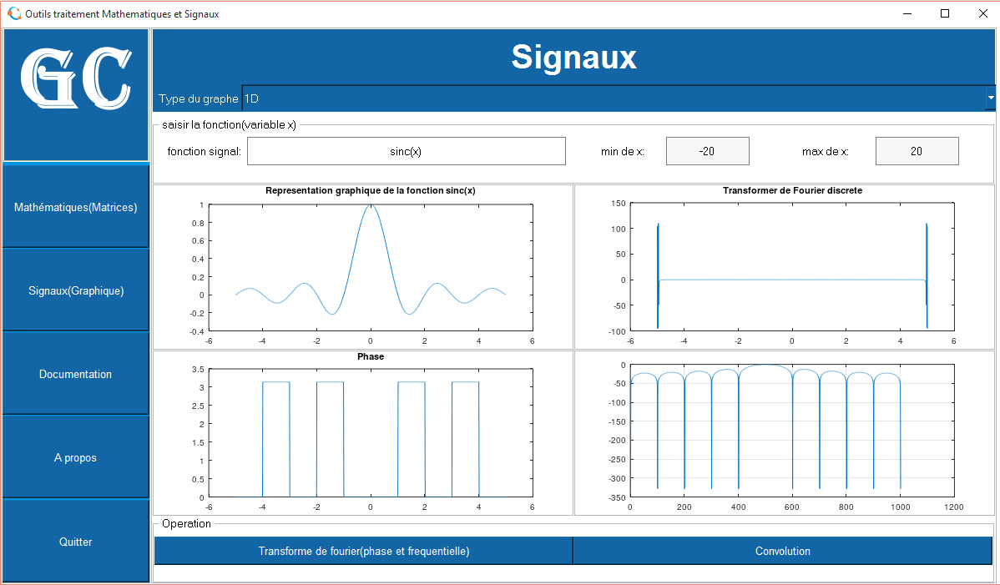 Outils traitement Mathematiques et Signaux
GC
Signaux
Type du graphe 1D
saisir la fonction(variable x)
fonction signal: sinc(x) min de x: -20 max de x: 20
Mathématiques(Matrices)
Signaux(Graphique)
Documentation
A propos
Quitter
Representation graphique de la fonction sinc(x)
1
0.8
0.6
0.4
0.2
0
-0.2
-0.4
-6 -4 -2 0 2 4 6
Transformer de Fourier discrete
150
100
50
0
-50
-100
-6 -4 -2 0 2 4 6
Phase
3.5
3
2.5
2
1.5
1
0.5
0
-6 -4 -2 0 2 4 6
0
-50
-100
-150
-200
-250
-300
-350
0 200 400 600 800 1000 1200
Operation
Transforme de fourier(phase et frequentielle) Convolution